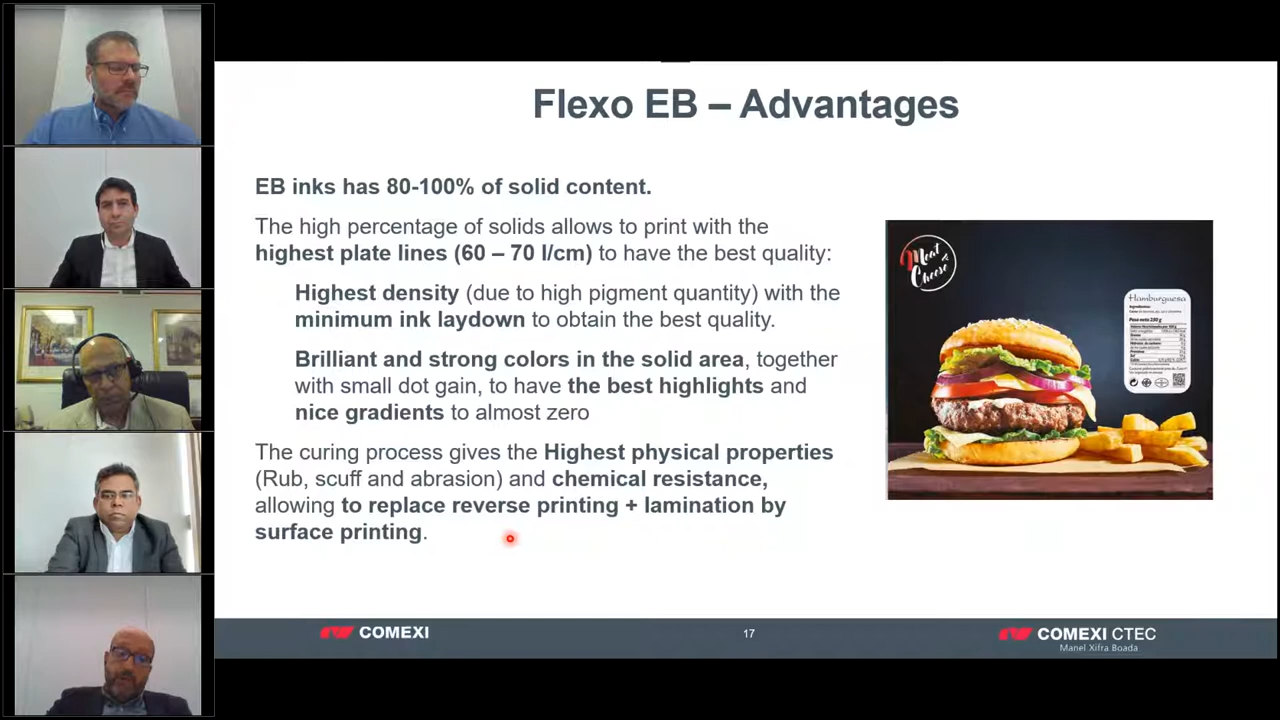 Flexo EB – Advantages
EB inks has 80-100% of solid content.
The high percentage of solids allows to print with the
highest plate lines (60 – 70 l/cm) to have the best quality:
Highest density (due to high pigment quantity) with the
minimum ink laydown to obtain the best quality.
Brilliant and strong colors in the solid area, together
with small dot gain, to have the best highlights and
nice gradients to almost zero
The curing process gives the Highest physical properties
(Rub, scuff and abrasion) and chemical resistance,
allowing to replace reverse printing + lamination by
surface printing.
Meat &
Cheese
Hamburguesa
Peso neto 230 g
COMEXI
17
COMEXI CTEC
Manel Xifra Boada